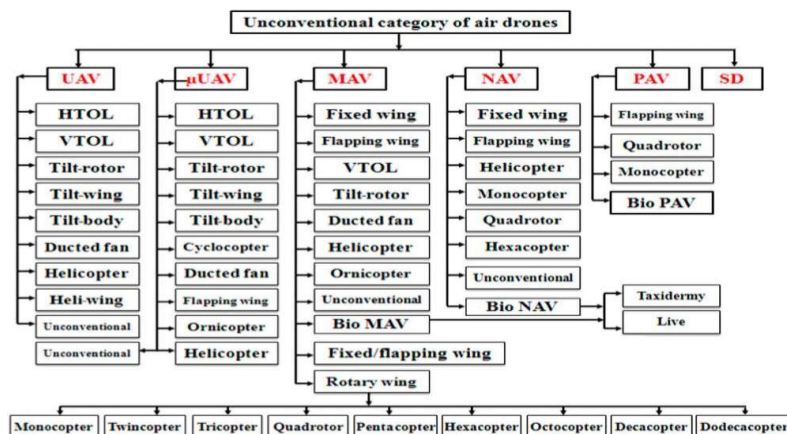 Unconventional category of air drones
UAV
μUAV
MAV
NAV
PAV
SD
HTOL
VTOL
Tilt-rotor
Tilt-wing
Tilt-body
Ducted fan
Helicopter
Heli-wing
Unconventional
Unconventional
HTOL
VTOL
Tilt-rotor
Tilt-wing
Tilt-body
Cyclocopter
Ducted fan
Flapping wing
Ornicopter
Helicopter
Fixed wing
Flapping wing
VTOL
Tilt-rotor
Ducted fan
Helicopter
Ornicopter
Unconventional
Bio MAV
Fixed/flapping wing
Rotary wing
Fixed wing
Flapping wing
Helicopter
Monocopter
Quadrotor
Hexacopter
Unconventional
Bio NAV
Flapping wing
Quadrotor
Monocopter
Bio PAV
Taxidermy
Live
Monocopter
Twincopter
Tricopter
Quadrotor
Pentacopter
Hexacopter
Octocopter
Decacopter
Dodecacopter